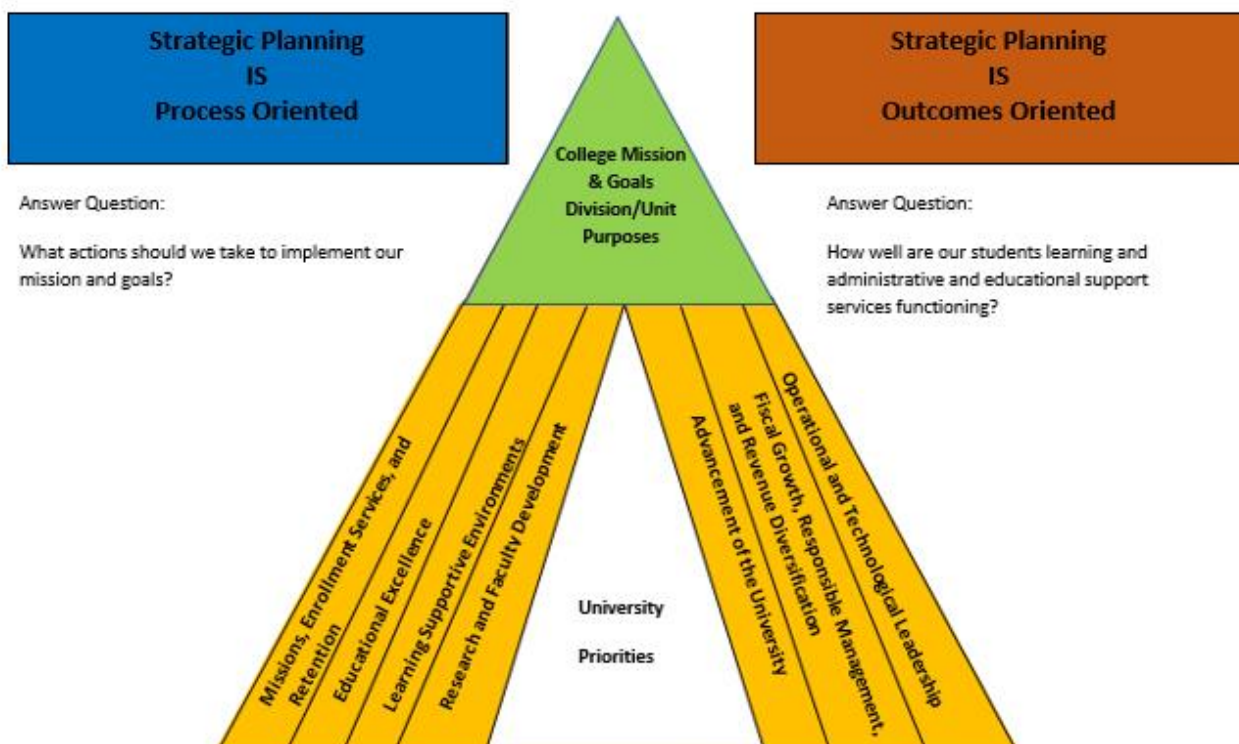 Strategic Planning
IS
Process Oriented
Strategic Planning
IS
Outcomes Oriented
College Mission
& Goals
Division/Unit
Purposes
Answer Question:
What actions should we take to implement our
mission and goals?
Answer Question:
How well are our students learning and
administrative and educational support
services functioning?
Missions, Enrollment Services, and
Retention
Educational Excellence
Learning Supportive Environments
Research and Faculty Development
University
Priorities
Advancement of the University
Fiscal Growth, Responsible Management,
and Revenue Diversification
Operational and Technological Leadership